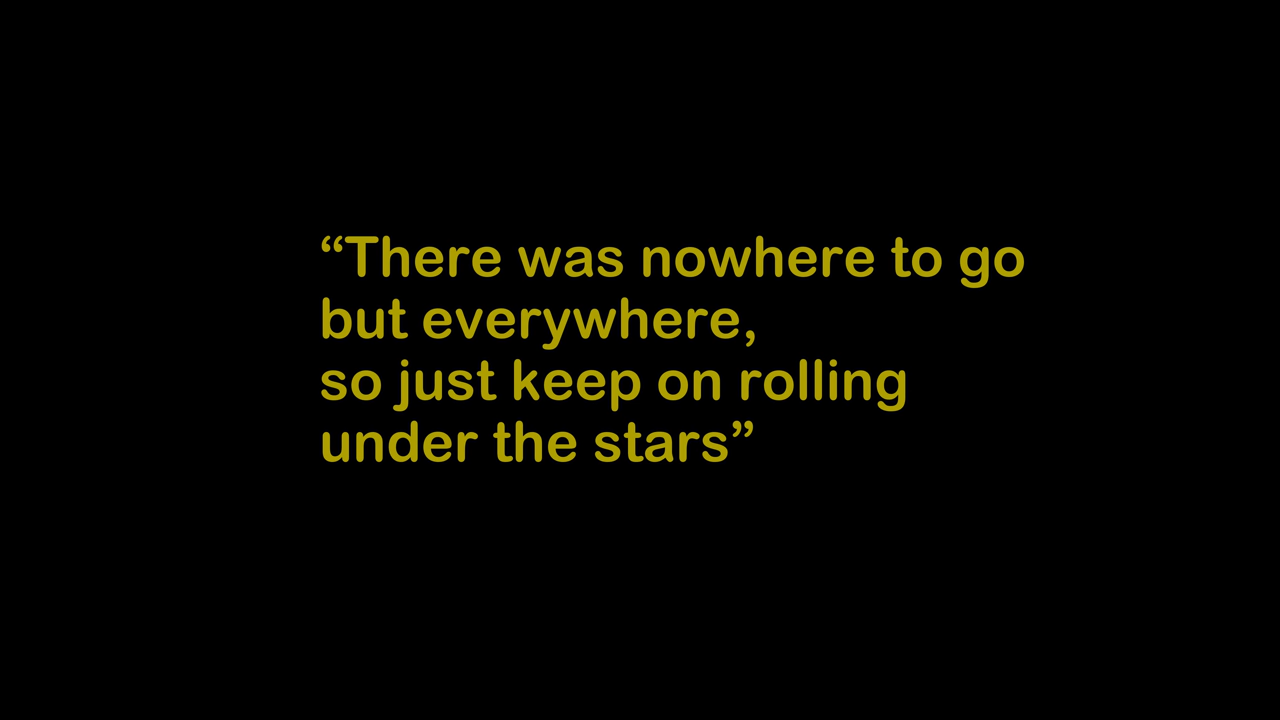 “There was nowhere to go
but everywhere,
so just keep on rolling
under the stars”